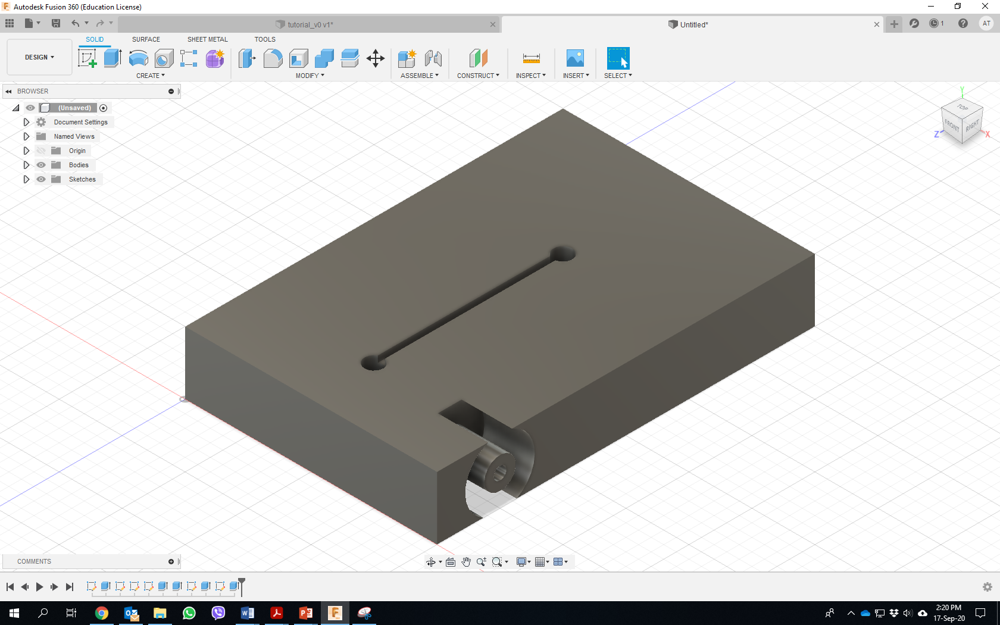 Autodesk Fusion 360 (Education License)
tutorial_v0 v1*
Untitled*
1
AT
DESIGN
SOLID
SURFACE
SHEET METAL
TOOLS
CREATE
MODIFY
ASSEMBLE
CONSTRUCT
INSPECT
INSERT
SELECT
BROWSER
(Unsaved)
Document Settings
Named Views
Origin
Bodies
Sketches
Y
TOP
FRONT
RIGHT
Z
X
COMMENTS
2:20 PM
17-Sep-20